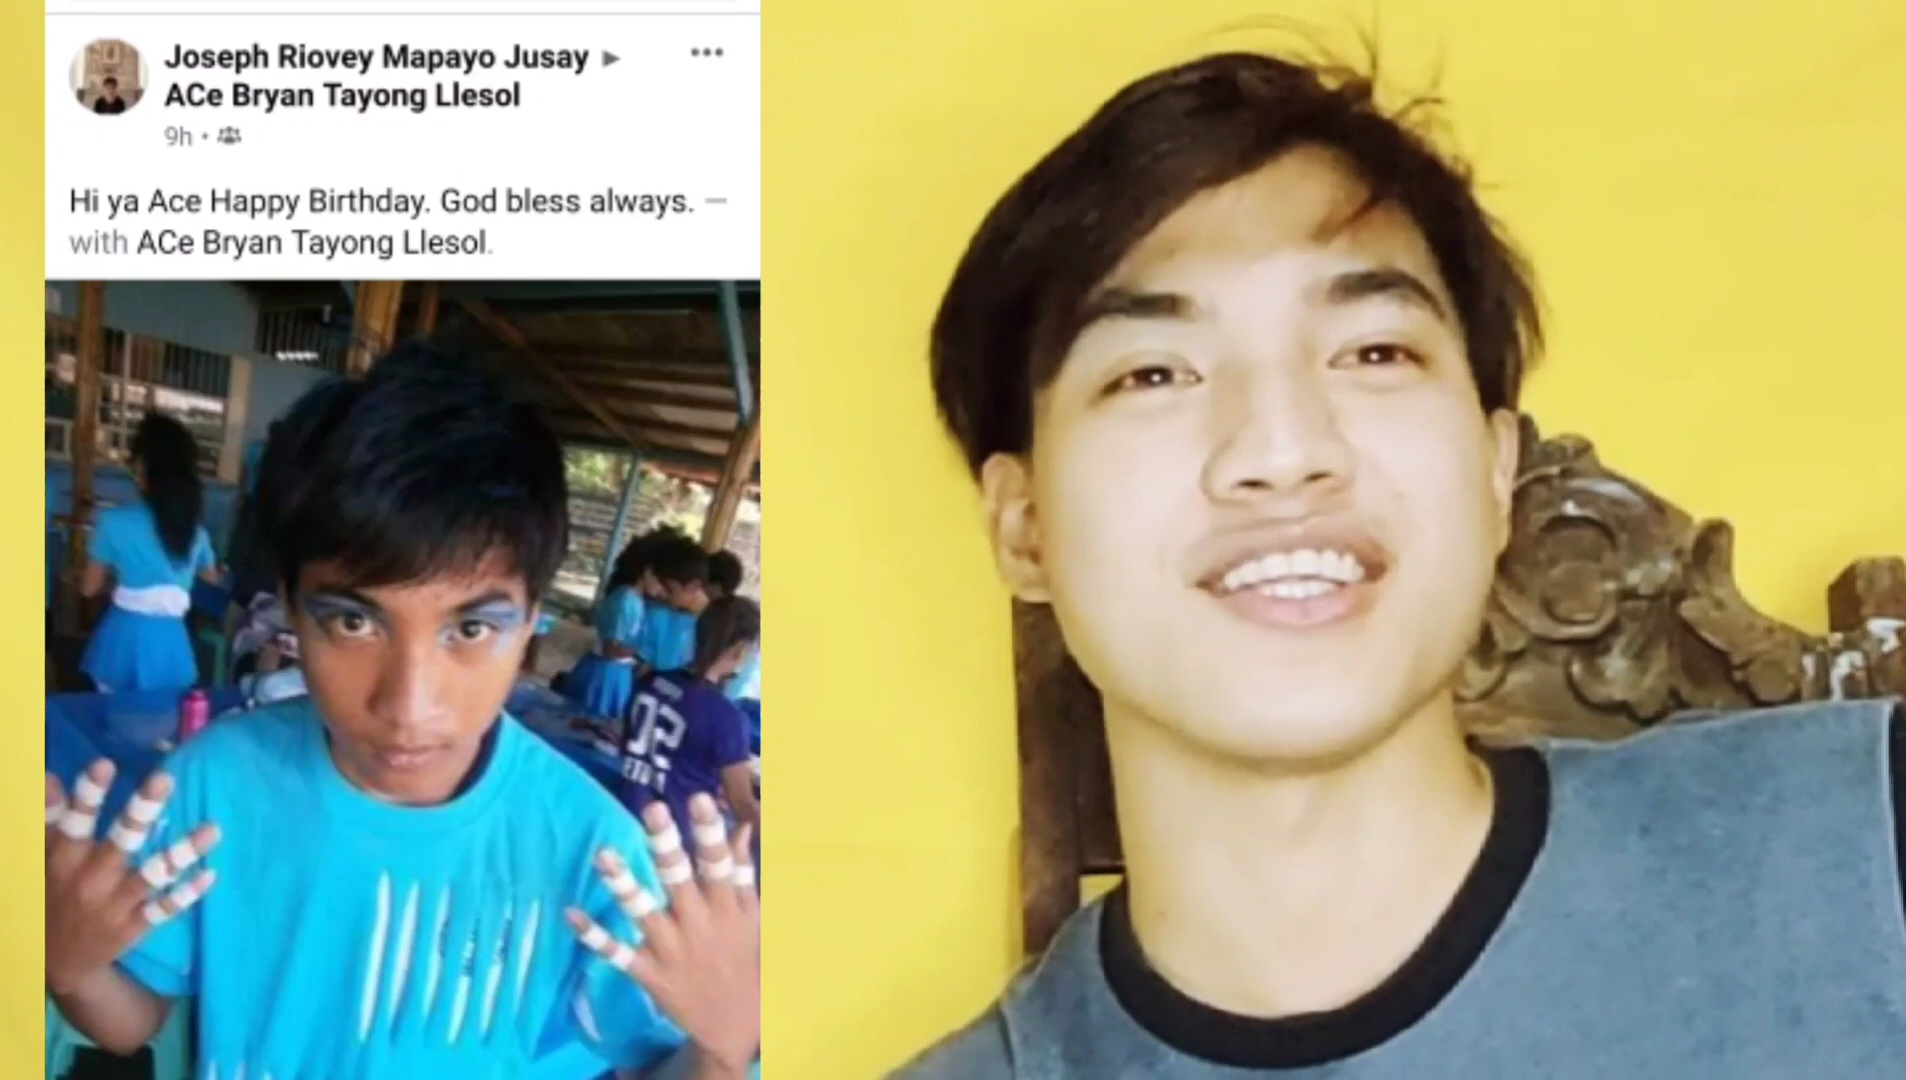 Joseph Riovey Mapayo Jusay ▸
ACe Bryan Tayong Llesol
9h •
Hi ya Ace Happy Birthday. God bless always. —
with ACe Bryan Tayong Llesol.
02